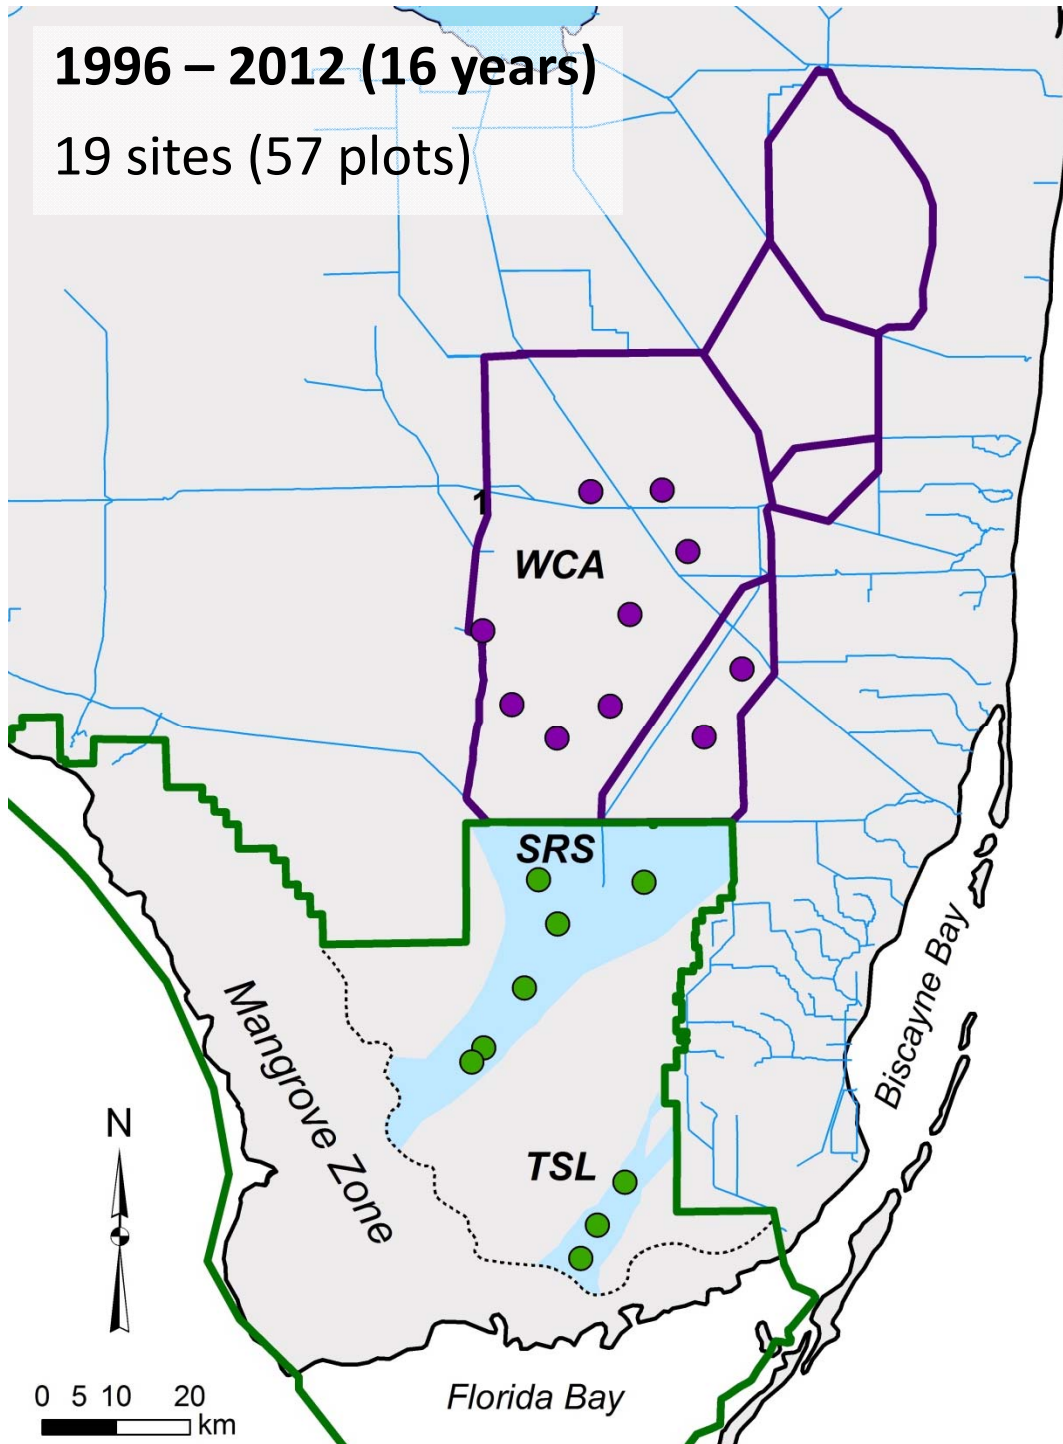 1996 – 2012 (16 years)
19 sites (57 plots)
1
WCA
SRS
Mangrove Zone
Biscayne Bay
N
TSL
0 5 10 20
km
Florida Bay